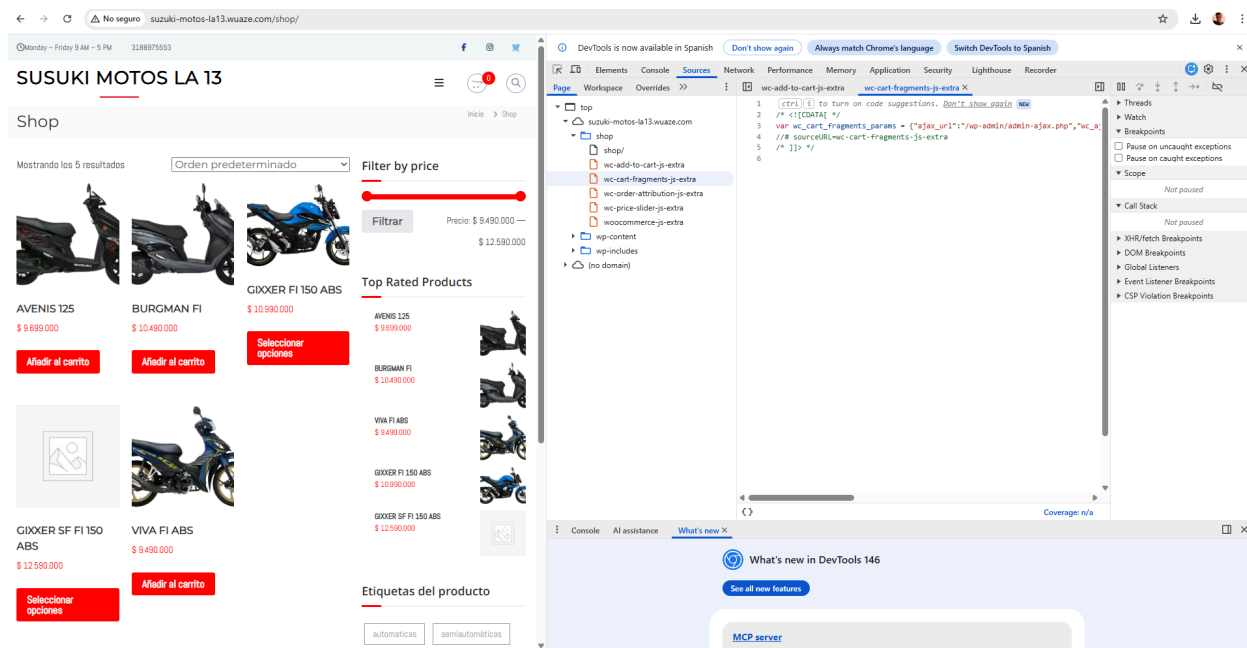 No seguro
suzuki-motos-la13.wuaze.com/shop/
Monday – Friday 9 AM – 5 PM
3188975553
SUSUKI MOTOS LA 13
0
Shop
Inicio > Shop
Mostrando los 5 resultados
Orden predeterminado
AVENIS 125
$ 9.699.000
Añadir al carrito
BURGMAN FI
$ 10.490.000
Añadir al carrito
GIXXER FI 150 ABS
$ 10.990.000
Seleccionar
opciones
GIXXER SF FI 150
ABS
$ 12.590.000
Seleccionar
opciones
VIVA FI ABS
$ 9.490.000
Añadir al carrito
Filter by price
Filtrar
Precio: $ 9.490.000 —
$ 12.590.000
Top Rated Products
AVENIS 125
$ 9.699.000
BURGMAN FI
$ 10.490.000
VIVA FI ABS
$ 9.490.000
GIXXER FI 150 ABS
$ 10.990.000
GIXXER SF FI 150 ABS
$ 12.590.000
Etiquetas del producto
automaticas
semiautomáticas
DevTools is now available in Spanish
Don't show again
Always match Chrome's language
Switch DevTools to Spanish
Elements Console Sources Network Performance Memory Application Security Lighthouse Recorder
Page Workspace Overrides
wc-add-to-cart-js-extra
wc-cart-fragments-js-extra
top
suzuki-motos-la13.wuaze.com
shop
shop/
wc-add-to-cart-js-extra
wc-cart-fragments-js-extra
wc-order-attribution-js-extra
wc-price-slider-js-extra
woocommerce-js-extra
wp-content
wp-includes
(no domain)
1 ctrl i to turn on code suggestions. Don't show again NEW
2 /* <![CDATA[ */
3 var wc_cart_fragments_params = {"ajax_url":"/wp-admin/admin-ajax.php","wc_aj
4 //# sourceURL=wc-cart-fragments-js-extra
5 /* ]]> */
6
{}
Coverage: n/a
Threads
Watch
Breakpoints
Pause on uncaught exceptions
Pause on caught exceptions
Scope
Not paused
Call Stack
Not paused
XHR/fetch Breakpoints
DOM Breakpoints
Global Listeners
Event Listener Breakpoints
CSP Violation Breakpoints
Console AI assistance What's new
What's new in DevTools 146
See all new features
MCP server